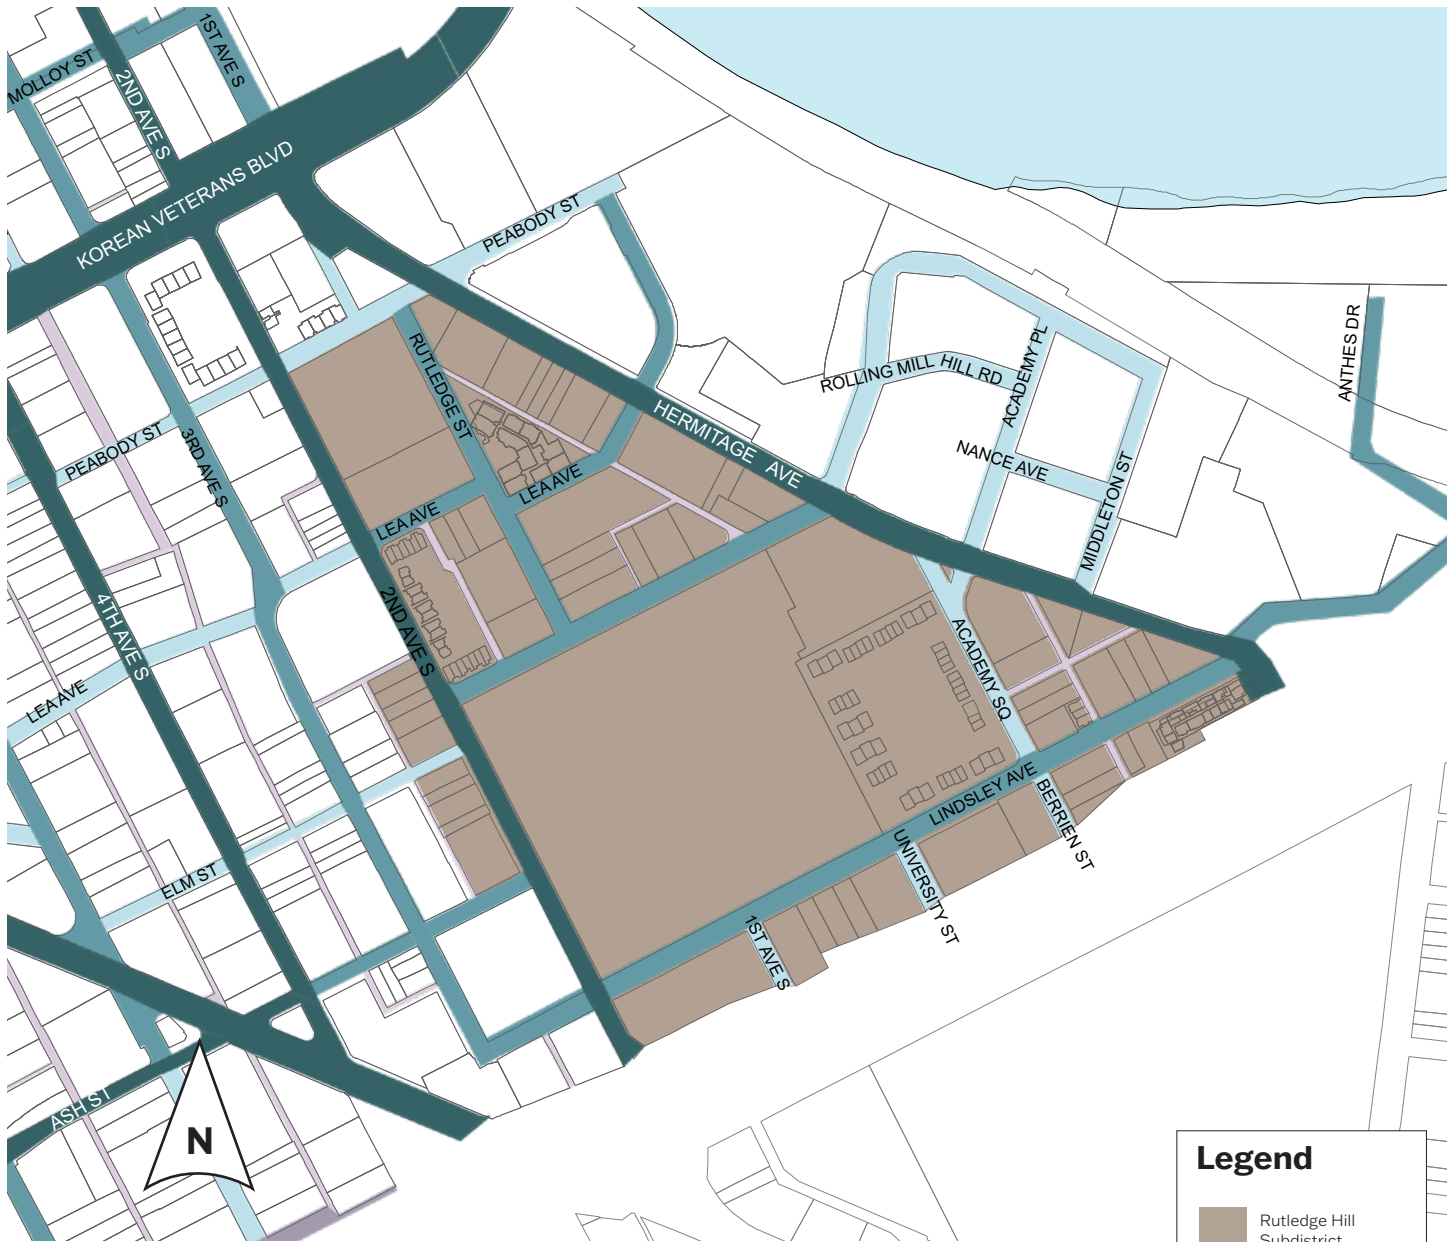 1ST AVE S
MOLLOY ST
2ND AVE S
KOREAN VETERANS BLVD
PEABODY ST
ANTHES DR
RUTLEDGE ST
ROLLING MILL HILL RD
ACADEMY PL
HERMITAGE AVE
PEABODY ST
3RD AVE S
NANCE AVE
LEA AVE
LEA AVE
MIDDLETON ST
4TH AVE S
2ND AVE S
LEA AVE
ACADEMY SQ
LINDSLEY AVE
BERRIEN ST
ELM ST
UNIVERSITY ST
1ST AVE S
ASH ST
N
Legend
Rutledge Hill
Subdistrict